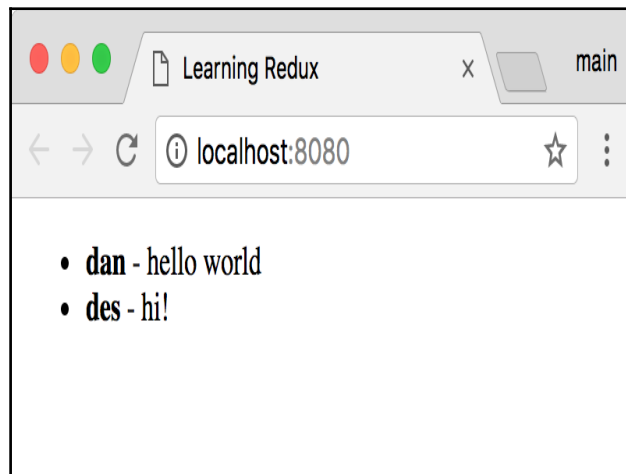 Learning Redux
main
localhost:8080
dan - hello world
des - hi!